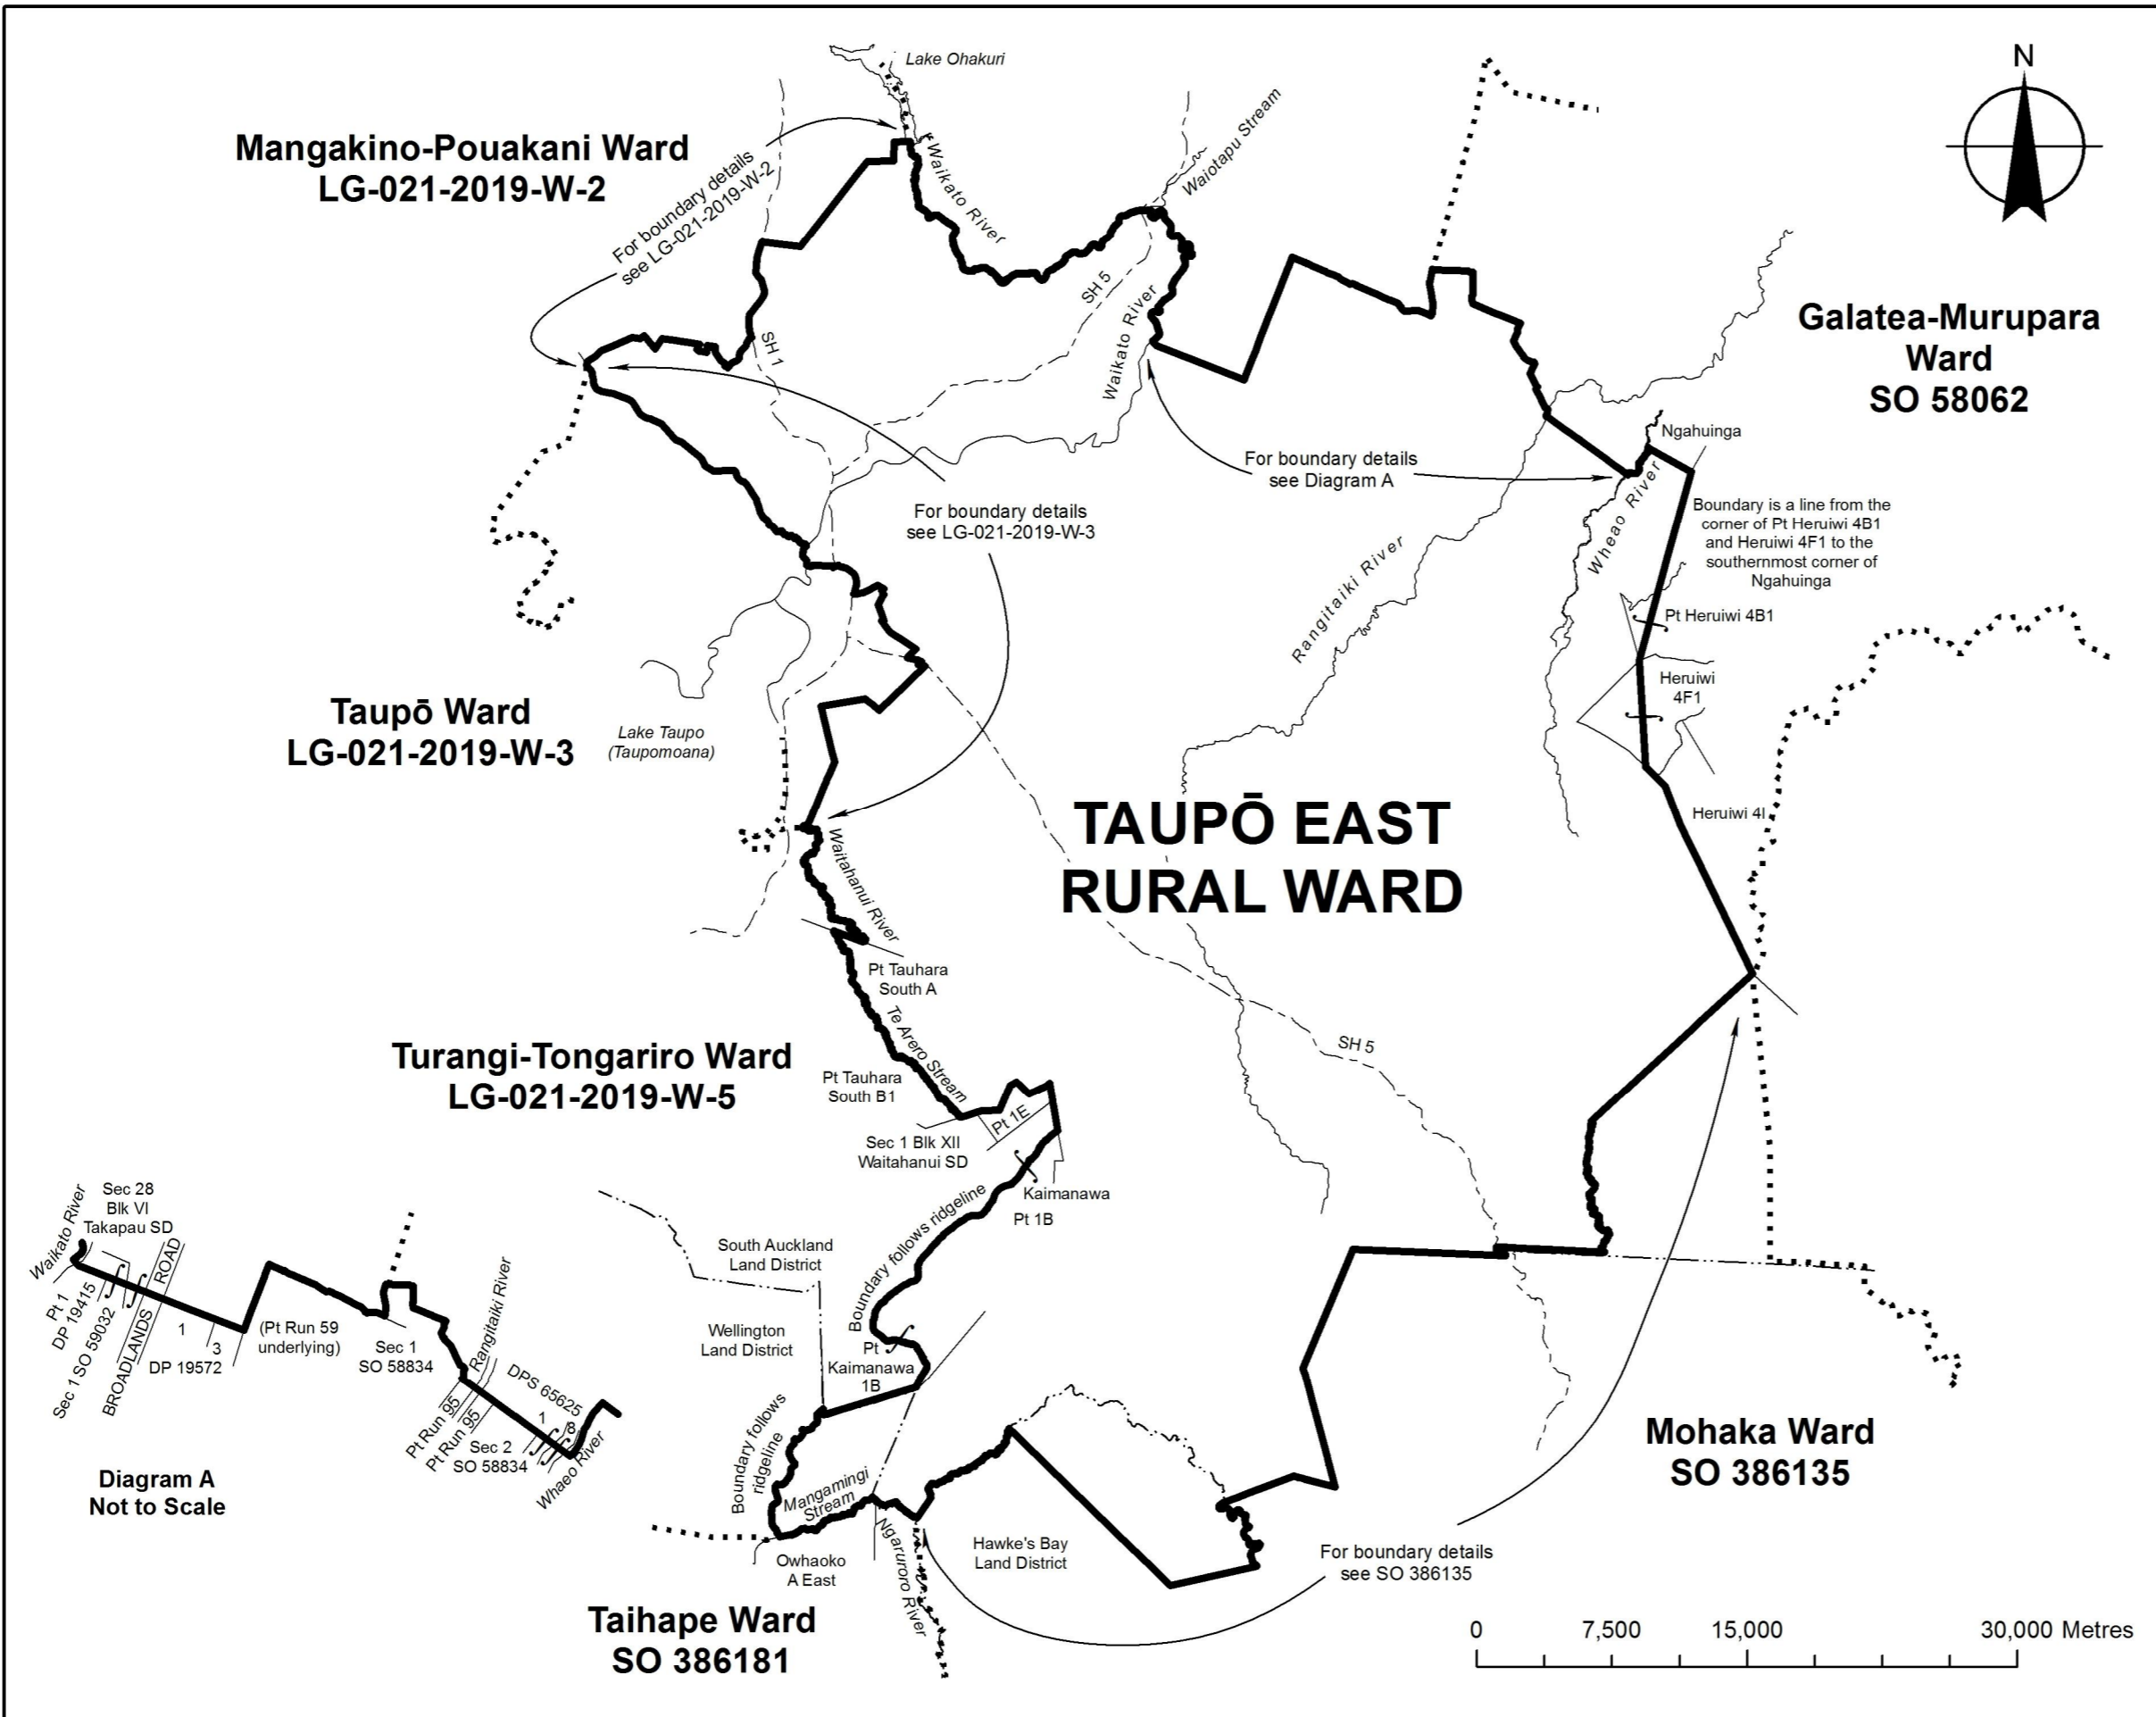 N
Lake Ohakuri
Mangakino-Pouakani Ward
LG-021-2019-W-2
For boundary details
see LG-021-2019-W-2
Waikato River
Waiotapu Stream
SH 5
Waikato River
SH 1
Galatea-Murupara
Ward
SO 58062
Ngahuinga
For boundary details
see Diagram A
Wheao River
Boundary is a line from the
corner of Pt Heruiwi 4B1
and Heruiwi 4F1 to the
southernmost corner of
Ngahuinga
For boundary details
see LG-021-2019-W-3
Rangitaiki River
Pt Heruiwi 4B1
Heruiwi
4F1
Taupō Ward
LG-021-2019-W-3
Lake Taupo
(Taupomoana)
Heruiwi 4I
TAUPŌ EAST
RURAL WARD
Waitahanui River
Pt Tauhara
South A
Te Arero Stream
SH 5
Turangi-Tongariro Ward
LG-021-2019-W-5
Pt Tauhara
South B1
Pt 1E
Sec 1 Blk XII
Waitahanui SD
Kaimanawa
Pt 1B
Boundary follows ridgeline
South Auckland
Land District
Wellington
Land District
Pt
Kaimanawa
1B
Boundary follows
ridgeline
Mangamingi
Stream
Owhaoko
A East
Ngaruroro River
Hawke's Bay
Land District
For boundary details
see SO 386135
Mohaka Ward
SO 386135
Taihape Ward
SO 386181
Waikato River
Sec 28
Blk VI
Takapau SD
Pt 1
DP 19415
Sec 1 SO 59032
BROADLANDS
ROAD
1
3
DP 19572
(Pt Run 59
underlying)
Sec 1
SO 58834
Rangitaiki River
Pt Run 95
Pt Run 95
DPS 65625
1
8
Sec 2
SO 58834
Whaeo River
Diagram A
Not to Scale
0 7,500 15,000 30,000 Metres